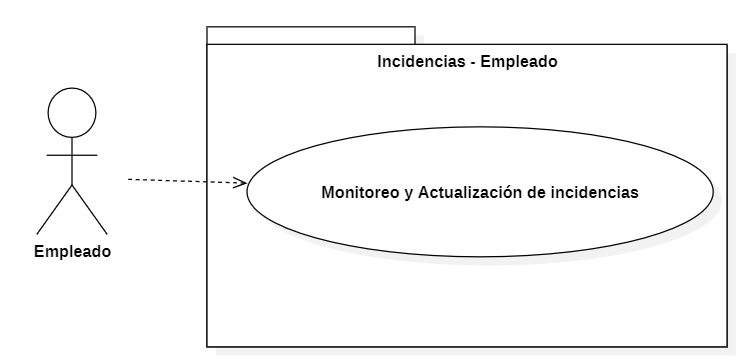 Incidencias - Empleado
Monitoreo y Actualización de incidencias
Empleado